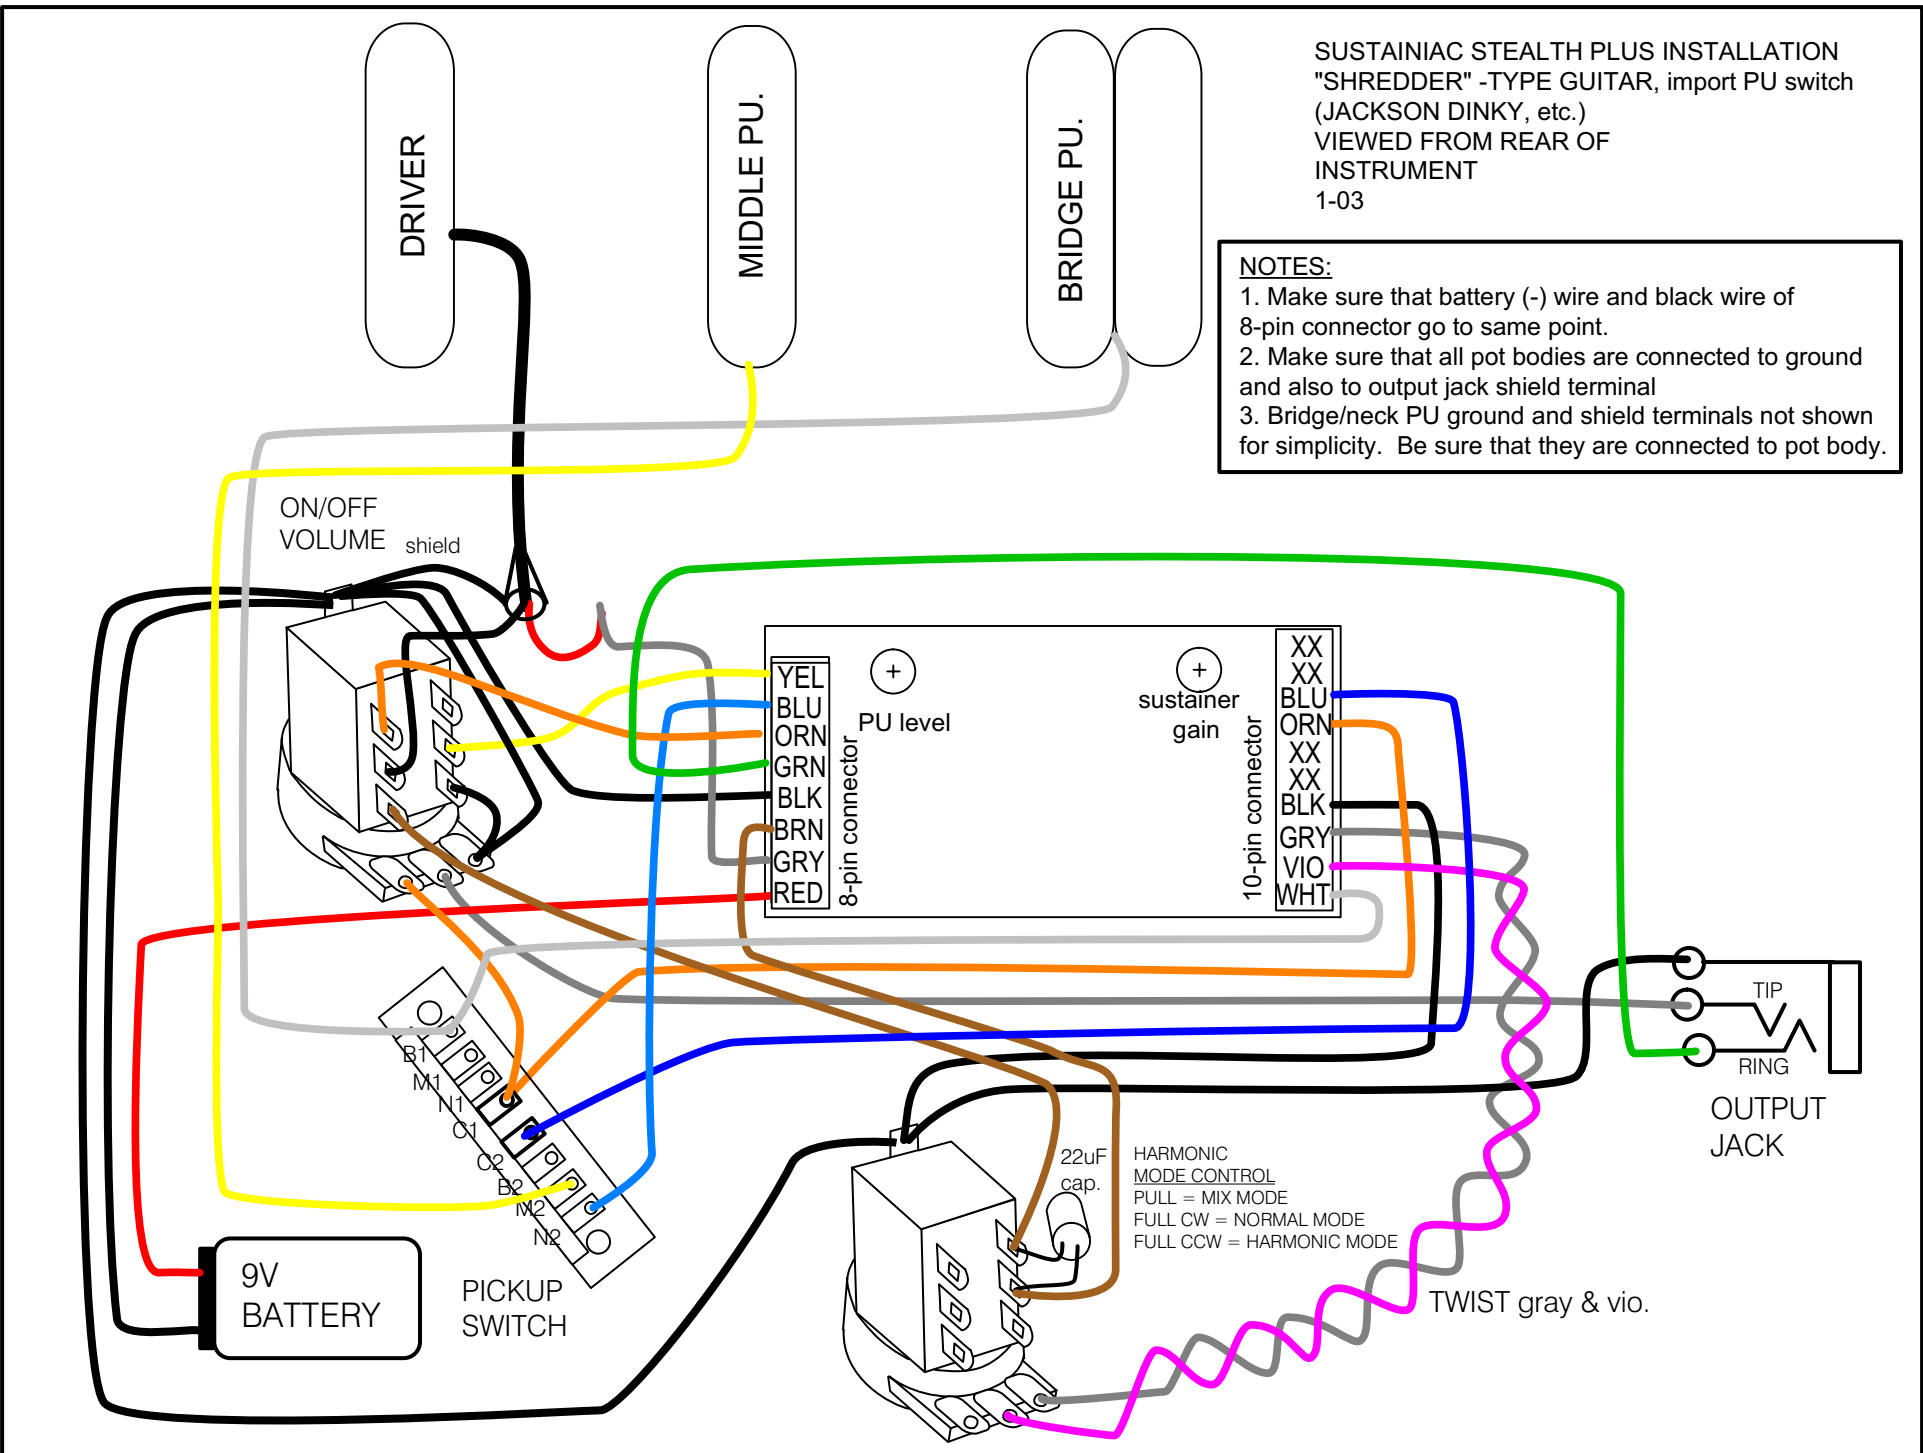 SUSTAINIAC STEALTH PLUS INSTALLATION
"SHREDDER" -TYPE GUITAR, import PU switch
(JACKSON DINKY, etc.)
VIEWED FROM REAR OF
INSTRUMENT
1-03
DRIVER
MIDDLE PU.
BRIDGE PU.
NOTES:
1. Make sure that battery (-) wire and black wire of
8-pin connector go to same point.
2. Make sure that all pot bodies are connected to ground
and also to output jack shield terminal
3. Bridge/neck PU ground and shield terminals not shown
for simplicity.  Be sure that they are connected to pot body.
ON/OFF
VOLUME
shield
YEL
BLU
ORN
GRN
BLK
BRN
GRY
RED
8-pin connector
+
PU level
+
sustainer
gain
10-pin connector
XX
XX
BLU
ORN
XX
XX
BLK
GRY
VIO
WHT
TIP
RING
OUTPUT
JACK
B1
M1
N1
C1
C2
B2
M2
N2
PICKUP
SWITCH
9V
BATTERY
22uF
cap.
HARMONIC
MODE CONTROL
PULL = MIX MODE
FULL CW = NORMAL MODE
FULL CCW = HARMONIC MODE
TWIST gray & vio.